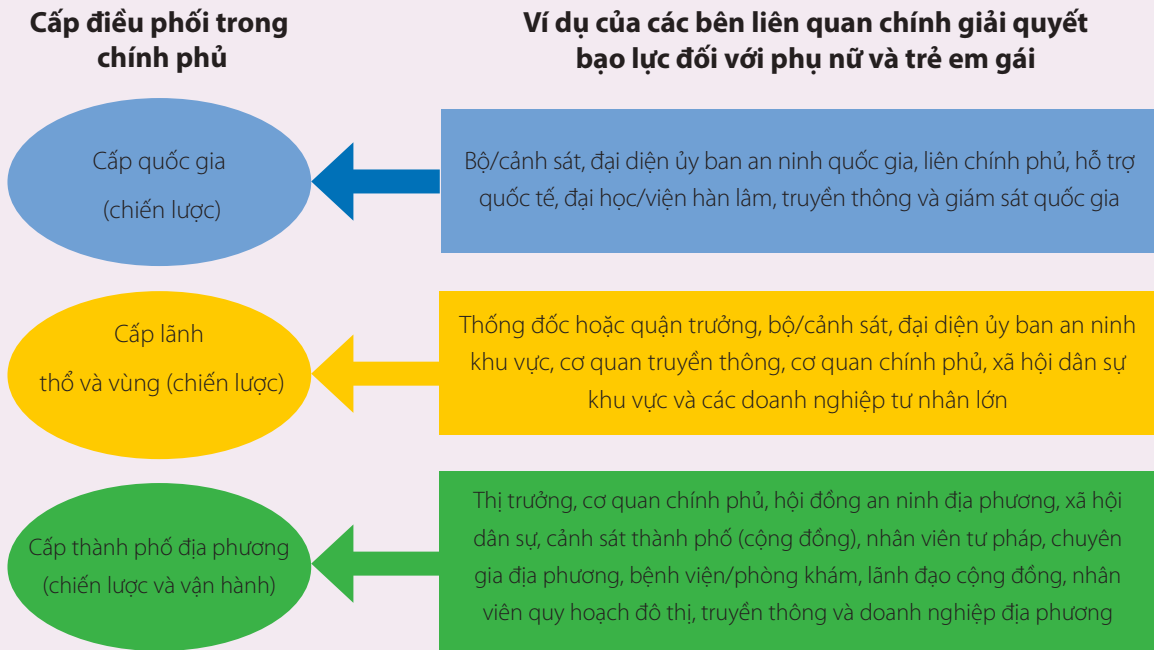 Cấp điều phối trong
chính phủ
Ví dụ của các bên liên quan chính giải quyết
bạo lực đối với phụ nữ và trẻ em gái
Cấp quốc gia
(chiến lược)
Bộ/cảnh sát, đại diện ủy ban an ninh quốc gia, liên chính phủ, hỗ trợ
quốc tế, đại học/viện hàn lâm, truyền thông và giám sát quốc gia
Cấp lãnh
thổ và vùng (chiến lược)
Thống đốc hoặc quận trưởng, bộ/cảnh sát, đại diện ủy ban an ninh
khu vực, cơ quan truyền thông, cơ quan chính phủ, xã hội dân sự
khu vực và các doanh nghiệp tư nhân lớn
Cấp thành phố địa phương
(chiến lược và vận hành)
Thị trưởng, cơ quan chính phủ, hội đồng an ninh địa phương, xã hội
dân sự, cảnh sát thành phố (cộng đồng), nhân viên tư pháp, chuyên
gia địa phương, bệnh viện/phòng khám, lãnh đạo cộng đồng, nhân
viên quy hoạch đô thị, truyền thông và doanh nghiệp địa phương